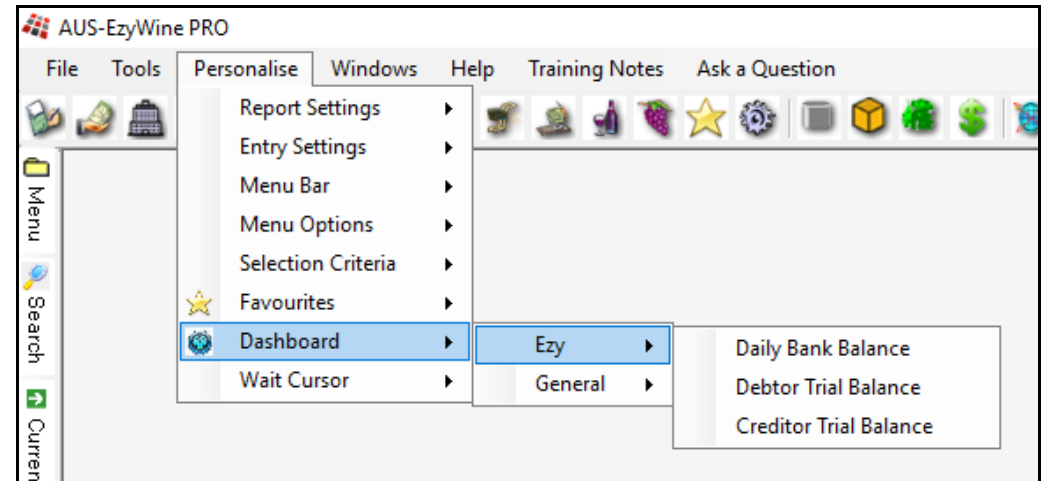 AUS-EzyWine PRO
File Tools Personalise Windows Help Training Notes Ask a Question
Report Settings
Entry Settings
Menu Bar
Menu Options
Selection Criteria
Favourites
Dashboard
Wait Cursor
Ezy
General
Daily Bank Balance
Debtor Trial Balance
Creditor Trial Balance
Menu
Search
Curren